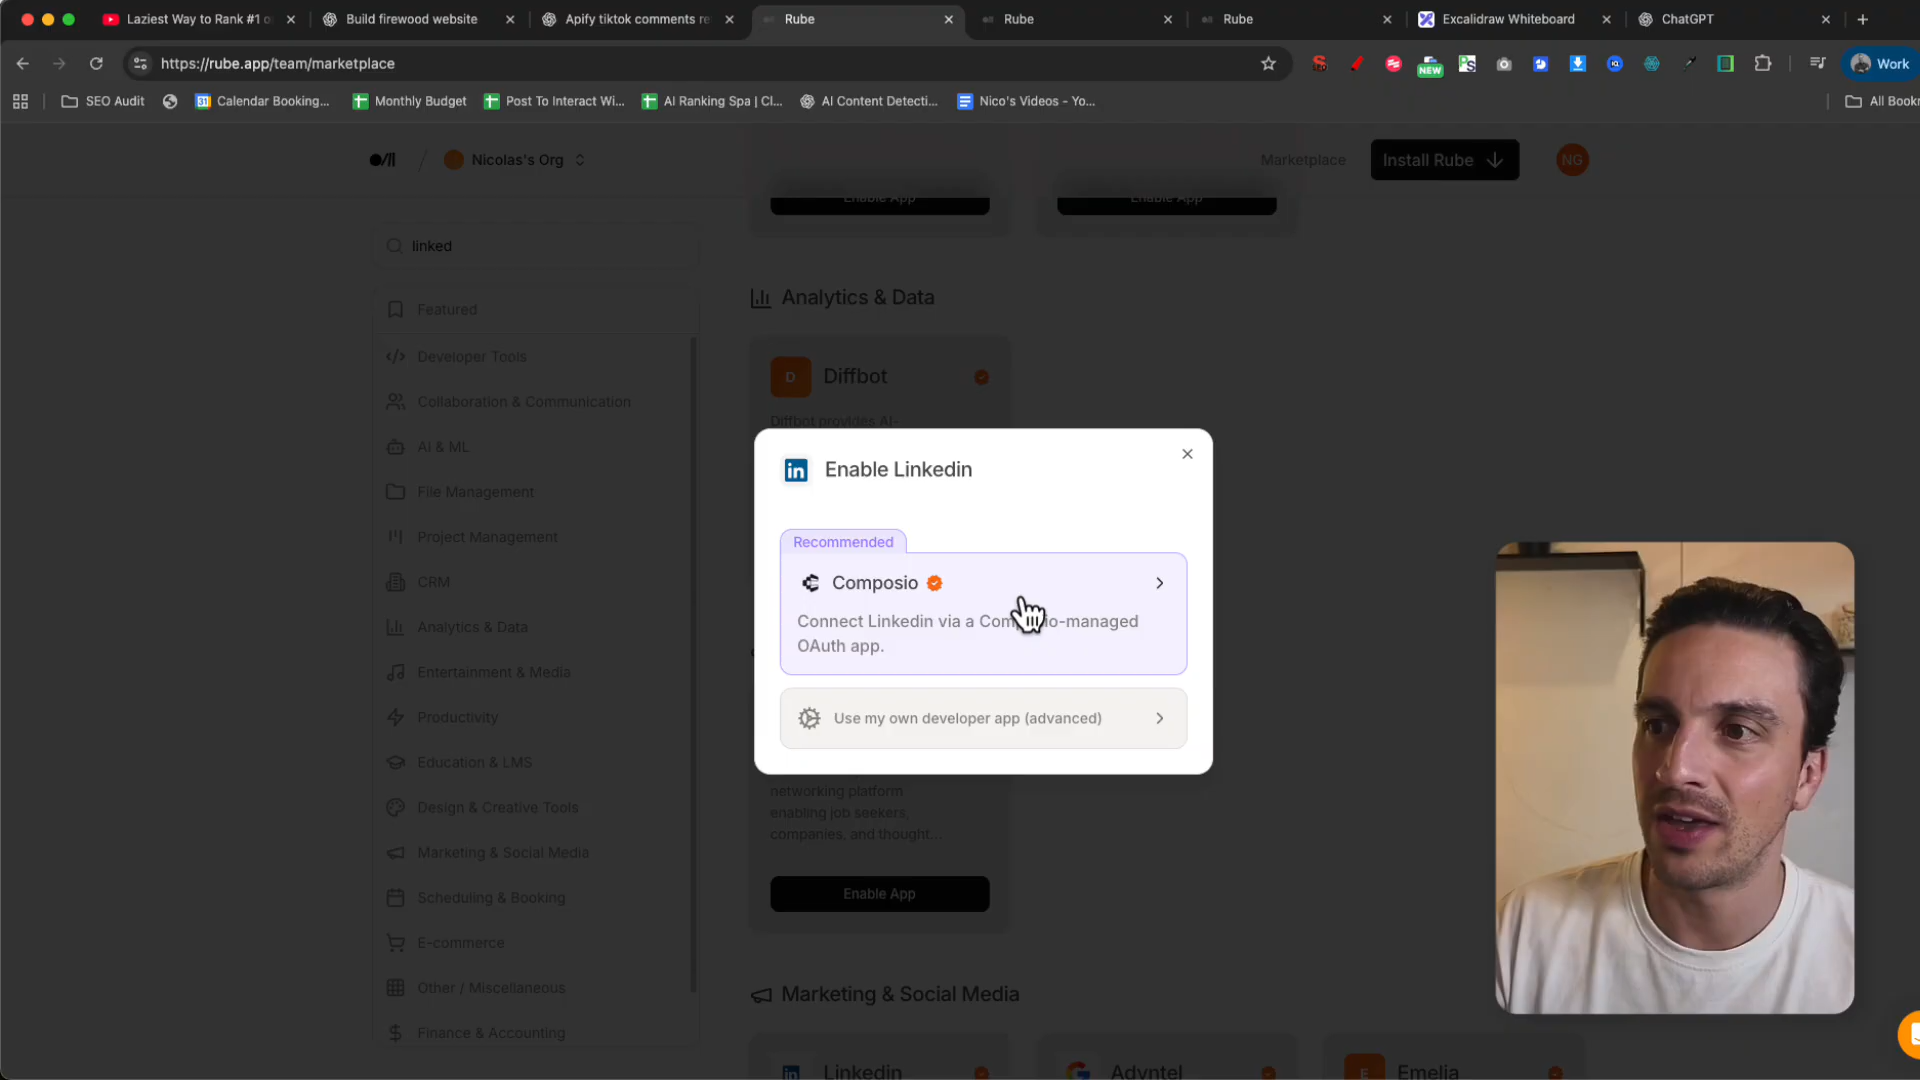 Laziest Way to Rank #1 o
Build firewood website
Apify tiktok comments re
Rube
Rube
Rube
Excalidraw Whiteboard
ChatGPT
https://rube.app/team/marketplace
NEW
Work
SEO Audit
Calendar Booking...
Monthly Budget
Post To Interact Wi...
AI Ranking Spa | Cl...
AI Content Detecti...
Nico's Videos - Yo...
All Book
Nicolas's Org
Marketplace
Install Rube
NG
Enable App
Enable App
linked
Featured
Developer Tools
Collaboration & Communication
AI & ML
File Management
Project Management
CRM
Analytics & Data
Entertainment & Media
Productivity
Education & LMS
Design & Creative Tools
Marketing & Social Media
Scheduling & Booking
E-commerce
Other / Miscellaneous
Finance & Accounting
Analytics & Data
D
Diffbot
Diffbot provides AI-
in
Enable Linkedin
Recommended
Composio
Connect Linkedin via a Com io-managed
OAuth app.
Use my own developer app (advanced)
networking platform
enabling job seekers,
companies, and thought...
Enable App
Marketing & Social Media
in
Linkedin
Adyntel
E
Emelia